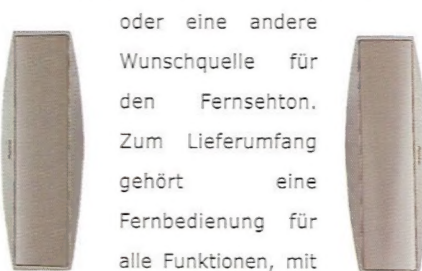 oder eine andere
Wunschquelle für
den Fernsehton.
Zum Lieferumfang
gehört eine
Fernbedienung für
alle Funktionen, mit